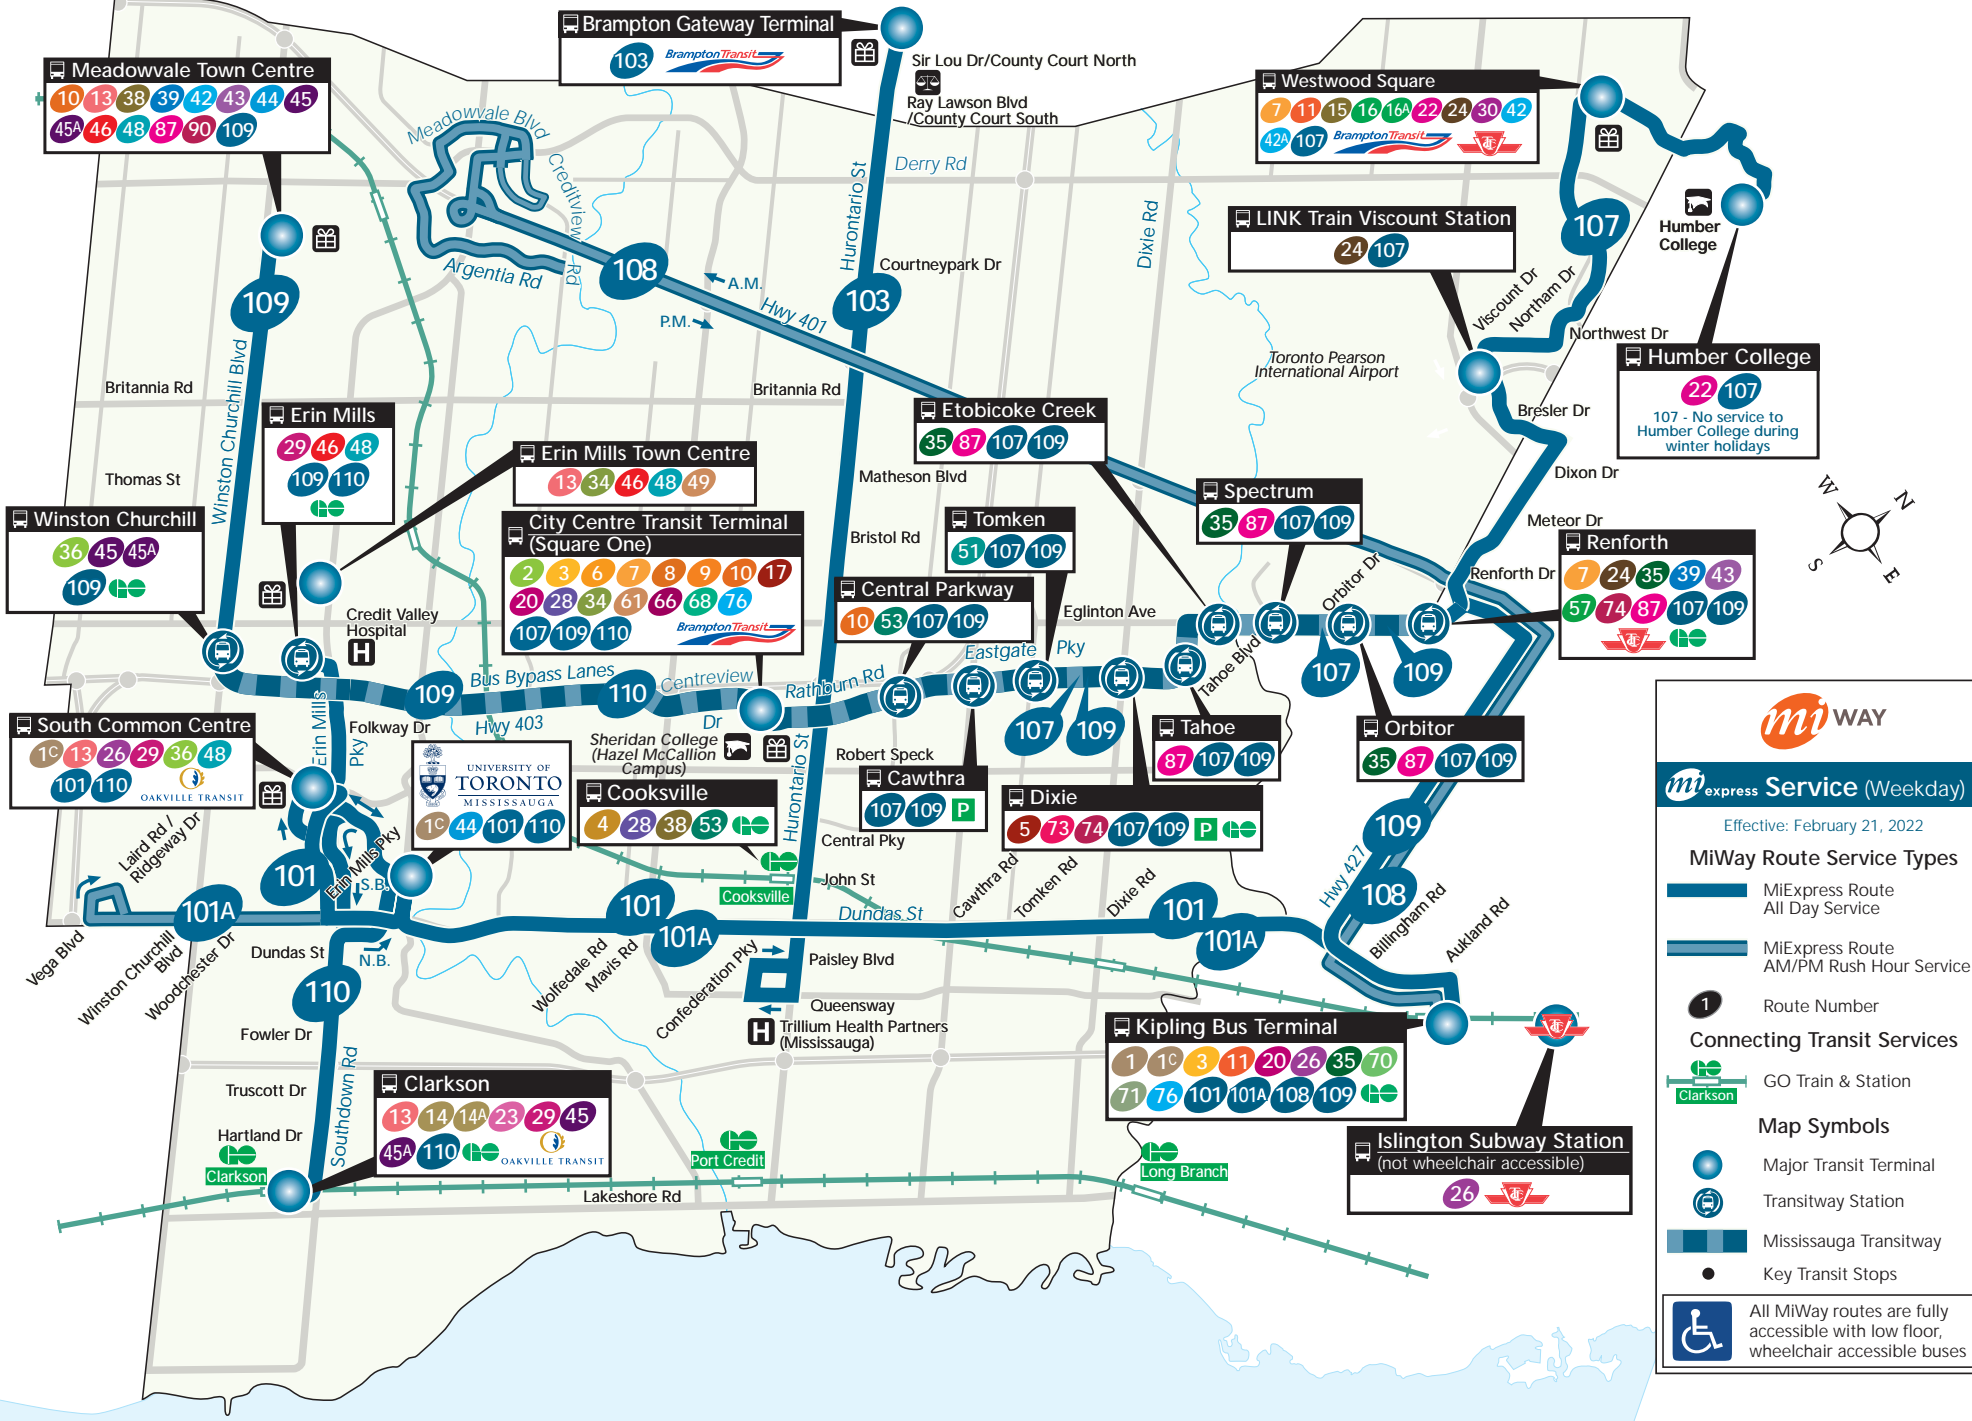 Brampton Gateway Terminal
103 BramptonTransit
Sir Lou Dr/County Court North
Ray Lawson Blvd
/County Court South
Meadowvale Town Centre
10 13 38 39 42 43 44 45
45A 46 48 87 90 109
Westwood Square
7 11 15 16 16A 22 24 30 42
42A 107 BramptonTransit TTC
Meadowvale Blvd
Creditview Rd
Argentia Rd
Derry Rd
Hurontario St
Dixie Rd
LINK Train Viscount Station
24 107
107
Humber
College
108
A.M.
P.M.
Hwy 401
Courtneypark Dr
103
109
Viscount Dr
Northam Dr
Northwest Dr
Toronto Pearson
International Airport
Humber College
22 107
107 - No service to
Humber College during
winter holidays
Britannia Rd
Winston Churchill Blvd
Britannia Rd
Erin Mills
29 46 48
109 110
GO
Etobicoke Creek
35 87 107 109
Bresler Dr
Erin Mills Town Centre
13 34 46 48 49
Thomas St
Matheson Blvd
Dixon Dr
Spectrum
35 87 107 109
W N S E
Winston Churchill
36 45 45A
109 GO
City Centre Transit Terminal
(Square One)
2 3 6 7 8 9 10 17
20 28 34 61 66 68 76
107 109 110 BramptonTransit
Bristol Rd
Tomken
51 107 109
Meteor Dr
Renforth
7 24 35 39 43
57 74 87 107 109
TTC GO
Renforth Dr
Orbitor Dr
Central Parkway
10 53 107 109
Eglinton Ave
Credit Valley
Hospital
H
Eastgate Pky
Tahoe Blvd
107
109
109
Bus Bypass Lanes
110
Centreview
Dr
Rathburn Rd
Hwy 403
107
109
South Common Centre
1C 13 26 29 36 48
101 110
OAKVILLE TRANSIT
Erin Mills
Pky
Folkway Dr
UNIVERSITY OF
TORONTO
MISSISSAUGA
1C 44 101 110
Sheridan College
(Hazel McCallion
Campus)
Hurontario St
Robert Speck
Cawthra
107 109 P
Tahoe
87 107 109
Orbitor
35 87 107 109
Cooksville
4 28 38 53 GO
Dixie
5 73 74 107 109 P GO
Laird Rd /
Ridgeway Dr
Erin Mills Pky
Central Pky
109
101
S.B.
Cooksville
John St
Cawthra Rd
Tomken Rd
Dixie Rd
Hwy 427
108
101A
101
101A
Dundas St
101
101A
Billingham Rd
Aukland Rd
Vega Blvd
Winston Churchill
Blvd
Woodchester Dr
Dundas St
N.B.
Wolfedale Rd
Mavis Rd
Confederation Pky
Paisley Blvd
110
Queensway
H
Trillium Health Partners
(Mississauga)
Fowler Dr
Kipling Bus Terminal
1 1C 3 11 20 26 35 70
71 76 101 101A 108 109 GO
TTC
Truscott Dr
Southdown Rd
Clarkson
13 14 14A 23 29 45
45A 110 GO OAKVILLE TRANSIT
Hartland Dr
GO
Clarkson
GO
Port Credit
GO
Long Branch
Islington Subway Station
(not wheelchair accessible)
26 TTC
Lakeshore Rd
mi WAY
mi express Service (Weekday)
Effective: February 21, 2022
MiWay Route Service Types
MiExpress Route
All Day Service
MiExpress Route
AM/PM Rush Hour Service
1 Route Number
Connecting Transit Services
GO
Clarkson
GO Train & Station
Map Symbols
Major Transit Terminal
Transitway Station
Mississauga Transitway
Key Transit Stops
All MiWay routes are fully
accessible with low floor,
wheelchair accessible buses